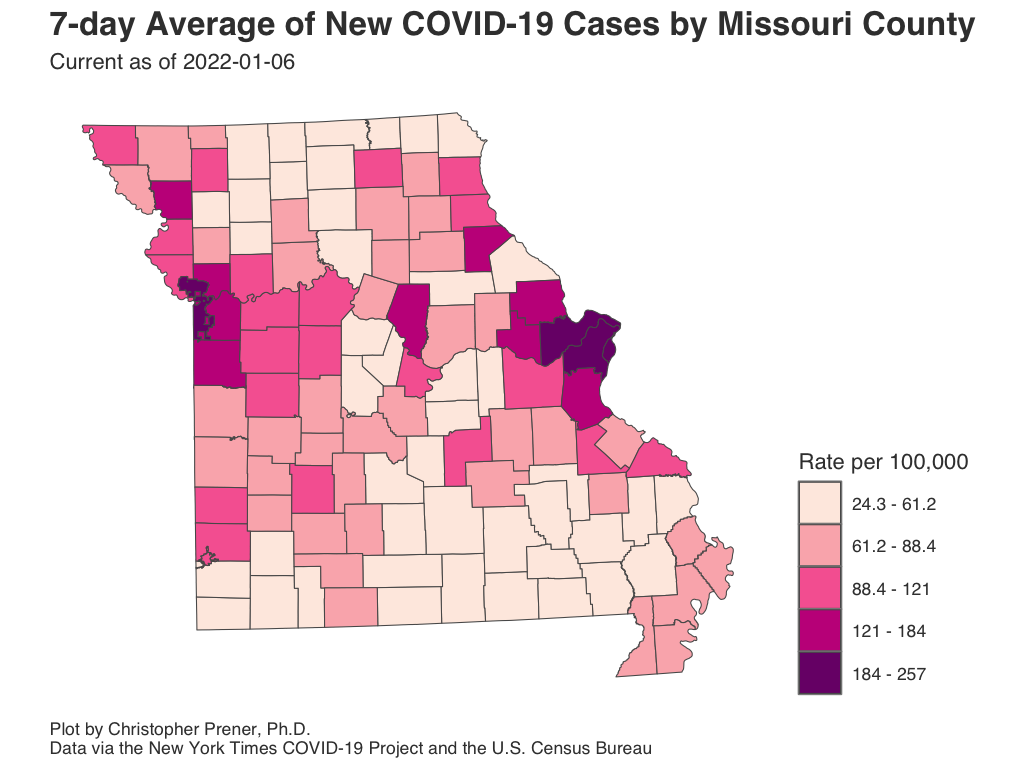 7-day Average of New COVID-19 Cases by Missouri County
Current as of 2022-01-06
Rate per 100,000
24.3 - 61.2
61.2 - 88.4
88.4 - 121
121 - 184
184 - 257
Plot by Christopher Prener, Ph.D.
Data via the New York Times COVID-19 Project and the U.S. Census Bureau